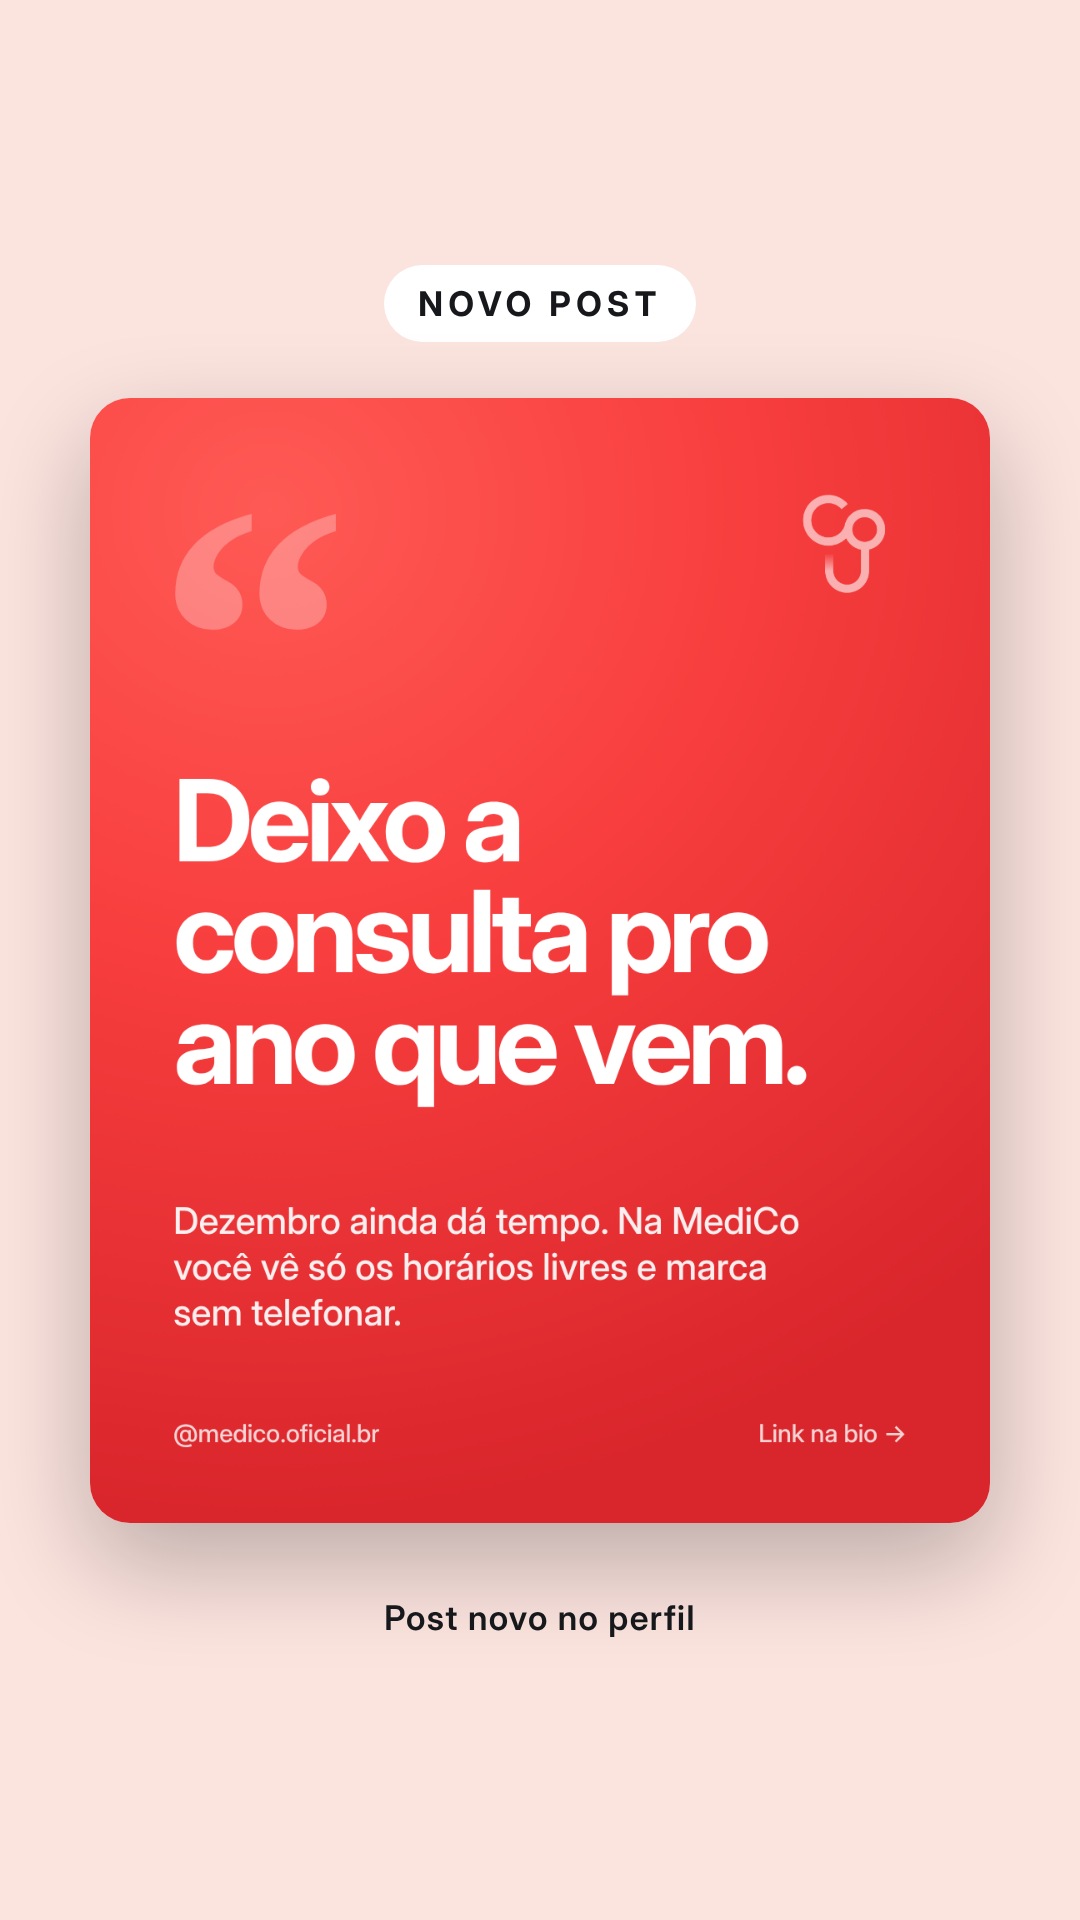 NOVO POST
“
Deixo a
consulta pro
ano que vem.
Dezembro ainda dá tempo. Na MediCo
você vê só os horários livres e marca
sem telefonar.
@medico.oficial.br
Link na bio →
Post novo no perfil